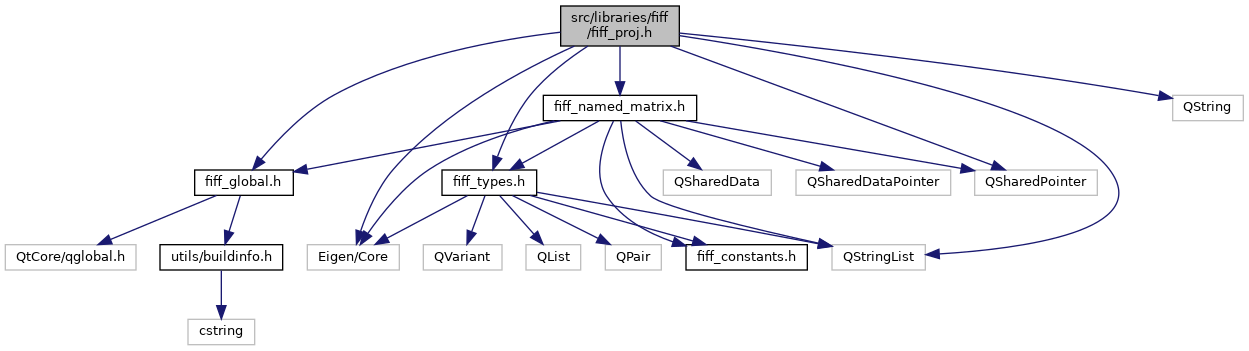 src/libraries/fiff
/fiff_proj.h
fiff_named_matrix.h
QString
fiff_global.h
fiff_types.h
QSharedData
QSharedDataPointer
QSharedPointer
QtCore/qglobal.h
utils/buildinfo.h
Eigen/Core
QVariant
QList
QPair
fiff_constants.h
QStringList
cstring